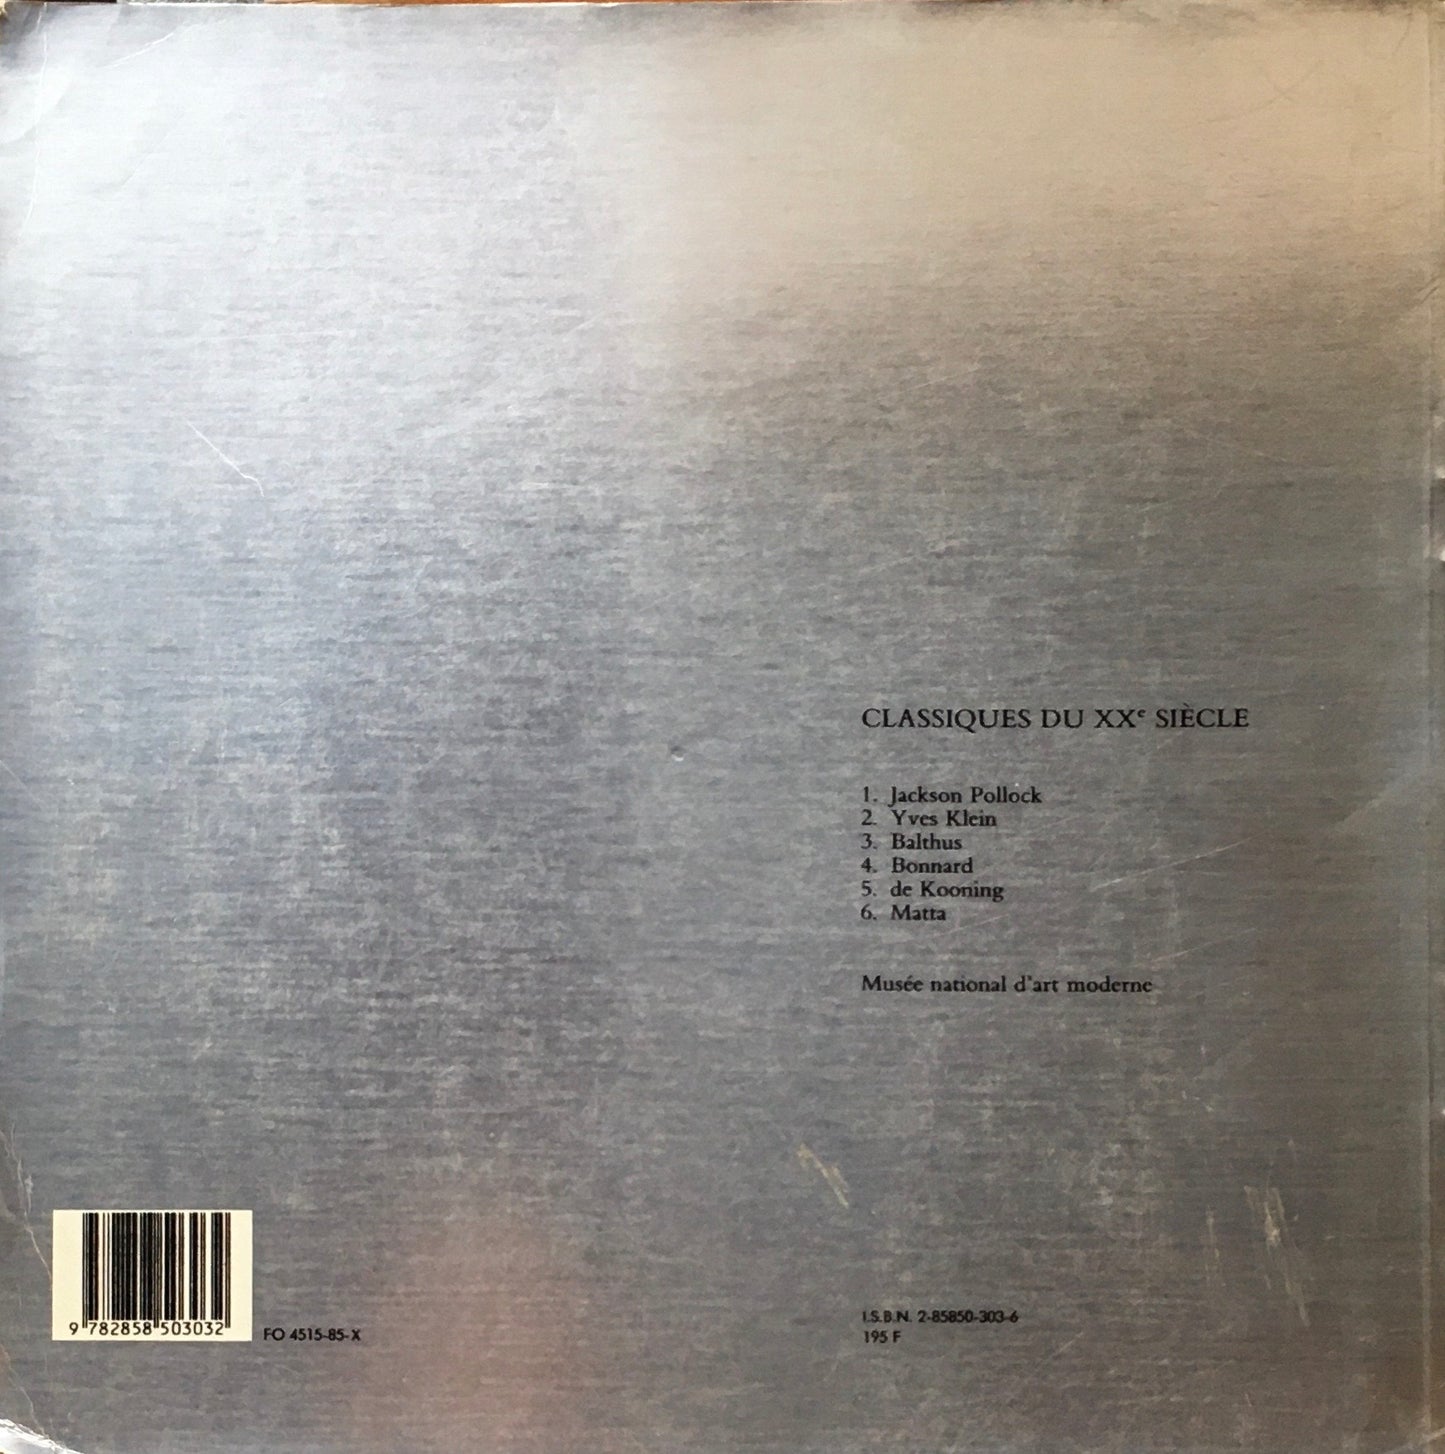 CLASSIQUES DU XXe SIÈCLE
1. Jackson Pollock
2. Yves Klein
3. Balthus
4. Bonnard
5. de Kooning
6. Matta
Musée national d'art moderne
9 782858 503032
FO 4515-85-X
I.S.B.N. 2-85850-303-6
195 F